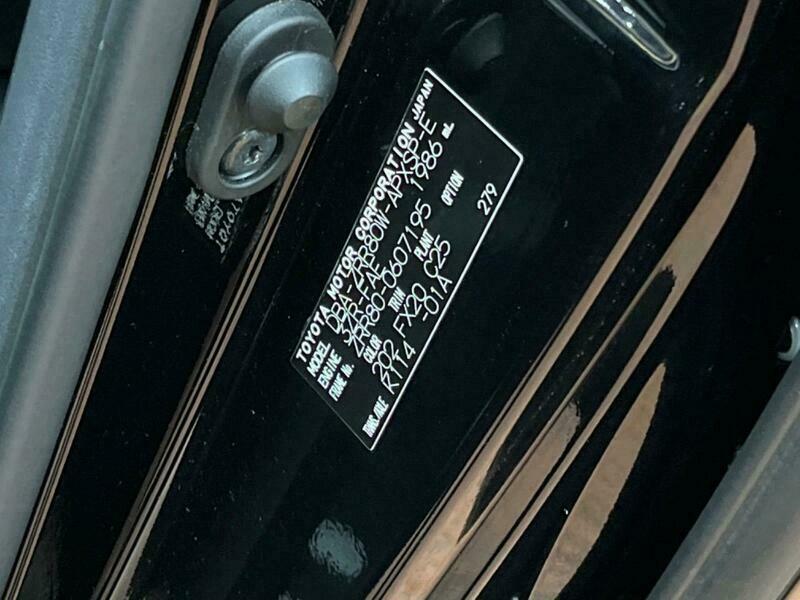 TOYOTA MOTOR CORPORATION JAPAN
MODEL DBA-ZRR80W-APXSP-E
ENGINE 3ZR-FAE 1986 mL
FRAME No. ZRR80-0607195
COLOR TRIM PLANT OPTION
202 FX20 C25 279
TRANS/AXLE K114 -01A